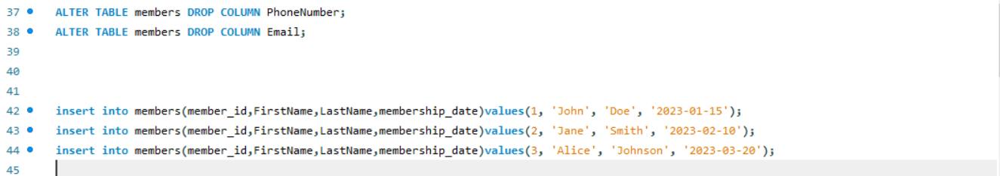 37 ALTER TABLE members DROP COLUMN PhoneNumber;
38 ALTER TABLE members DROP COLUMN Email;
39
40
41
42 insert into members(member_id,FirstName,LastName,membership_date)values(1, 'John', 'Doe', '2023-01-15');
43 insert into members(member_id,FirstName,LastName,membership_date)values(2, 'Jane', 'Smith', '2023-02-10');
44 insert into members(member_id,FirstName,LastName,membership_date)values(3, 'Alice', 'Johnson', '2023-03-20');
45